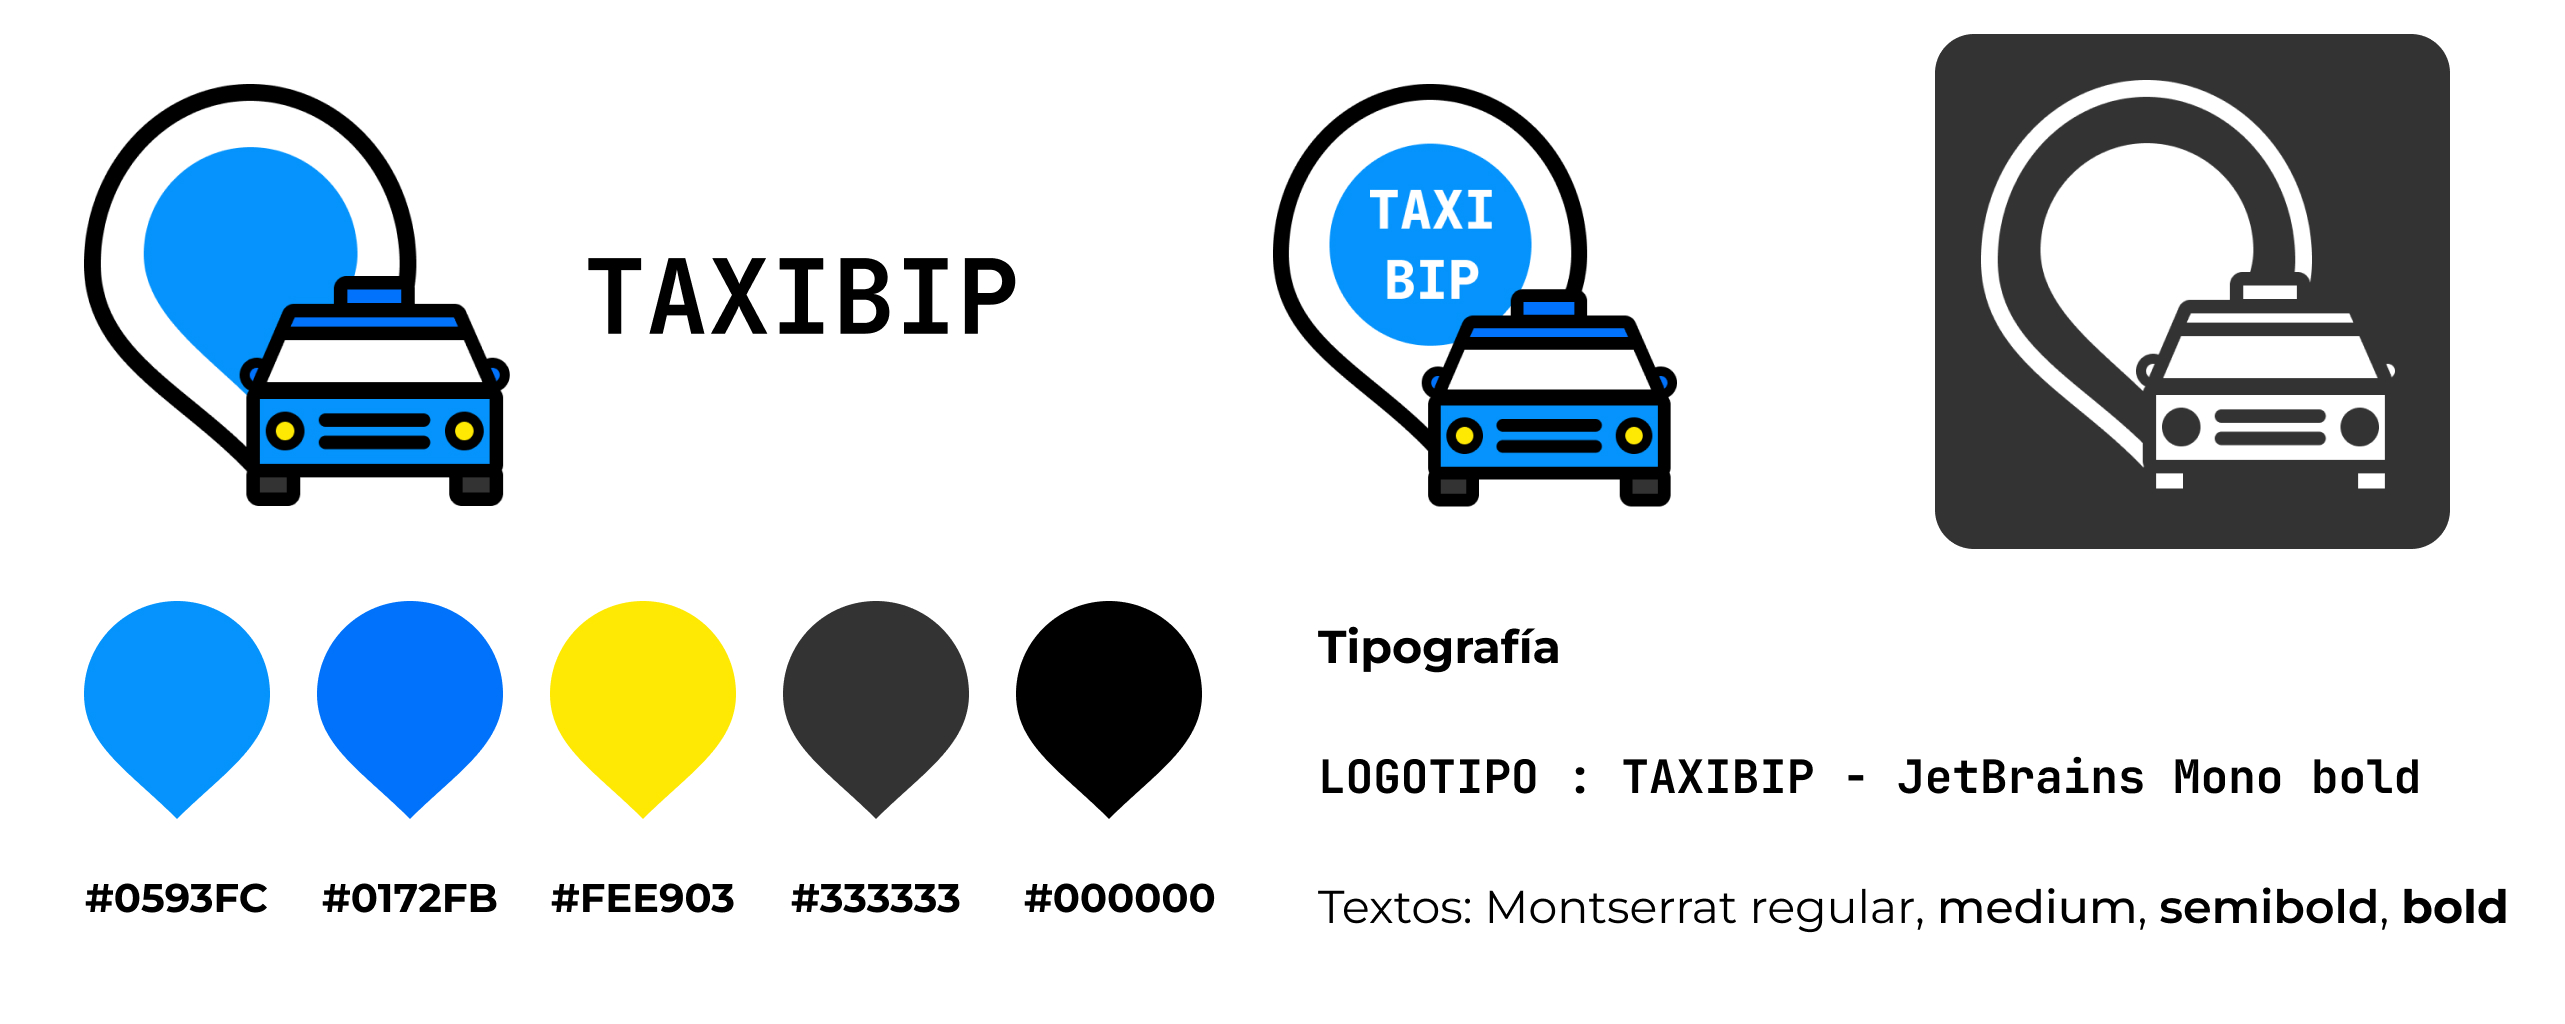 TAXIBIP
TAXI
BIP
#0593FC
#0172FB
#FEE903
#333333
#000000
Tipografía
LOGOTIPO : TAXIBIP - JetBrains Mono bold
Textos: Montserrat regular, medium, semibold, bold